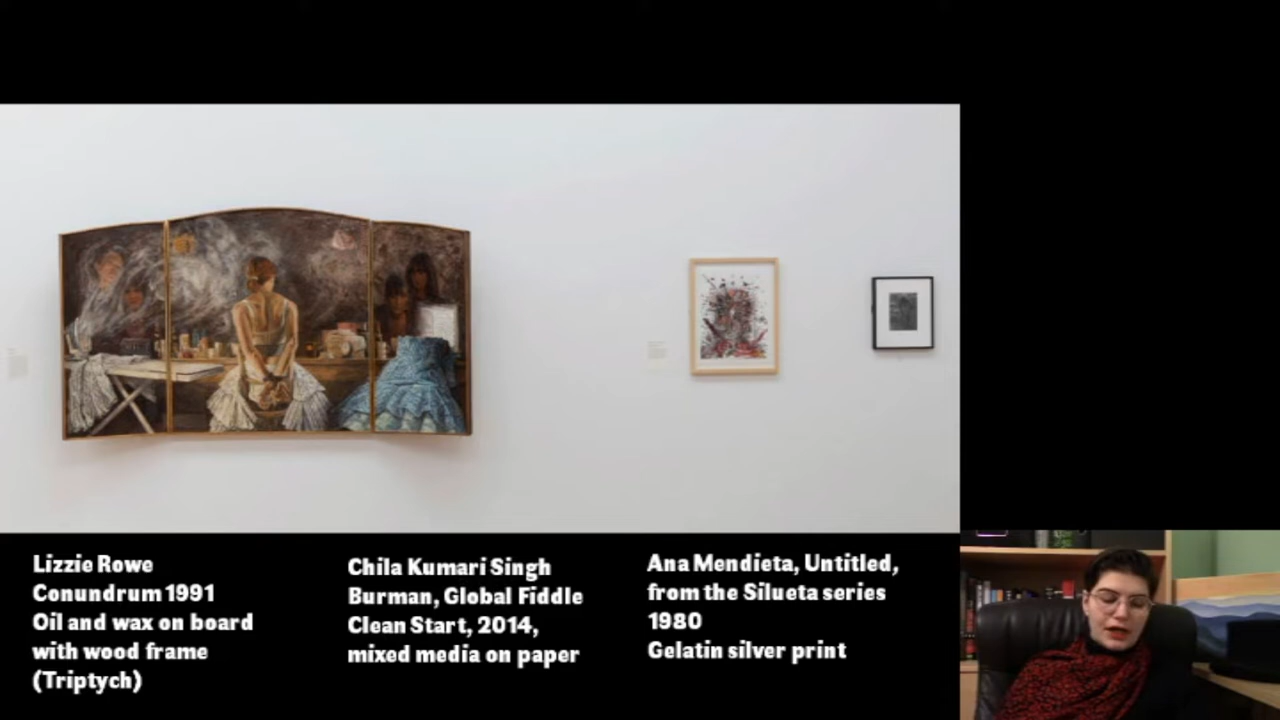 Lizzie Rowe
Conundrum 1991
Oil and wax on board
with wood frame
(Triptych)
Chila Kumari Singh
Burman, Global Fiddle
Clean Start, 2014,
mixed media on paper
Ana Mendieta, Untitled,
from the Silueta series
1980
Gelatin silver print